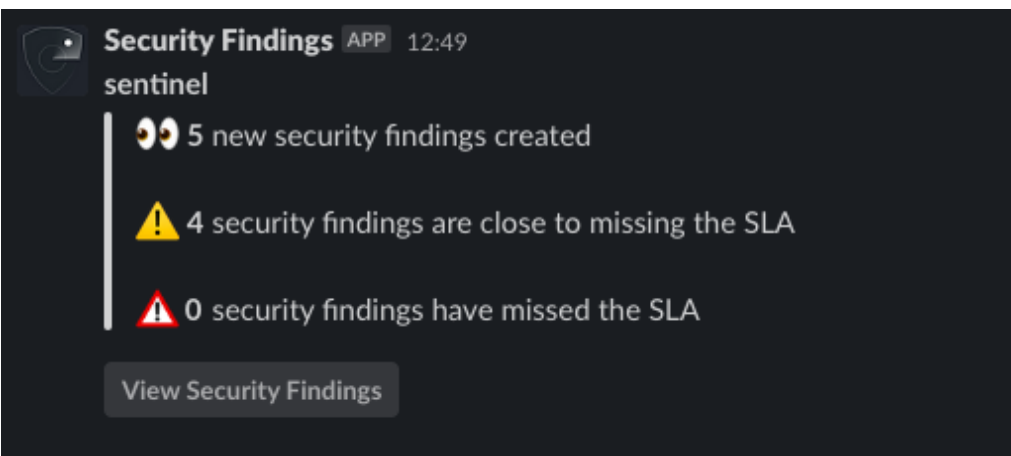 Security Findings APP 12:49
sentinel
👀 5 new security findings created
⚠️ 4 security findings are close to missing the SLA
⚠ 0 security findings have missed the SLA
View Security Findings